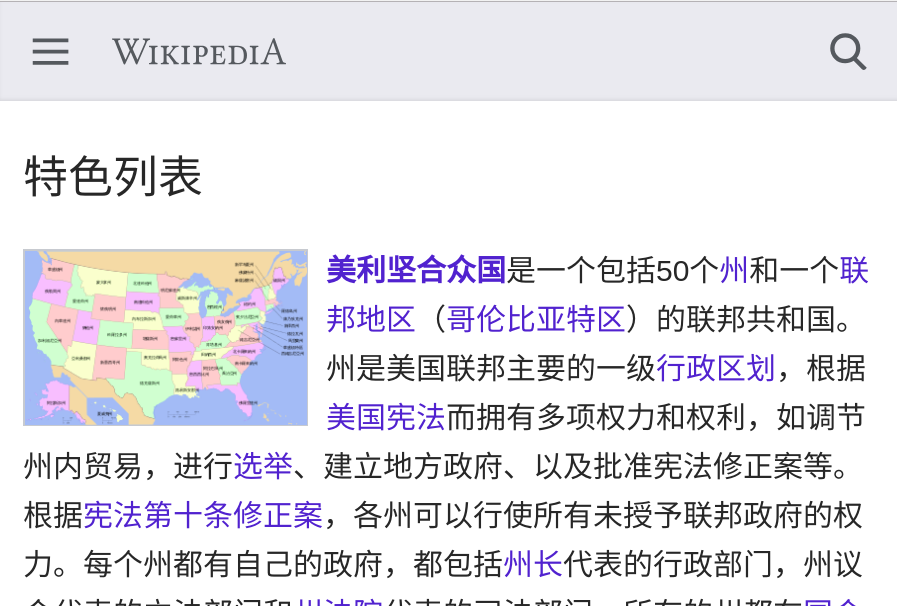 WIKIPEDIA
特色列表
美利坚合众国是一个包括50个州和一个联
邦地区（哥伦比亚特区）的联邦共和国。
州是美国联邦主要的一级行政区划，根据
美国宪法而拥有多项权力和权利，如调节
州内贸易，进行选举、建立地方政府、以及批准宪法修正案等。
根据宪法第十条修正案，各州可以行使所有未授予联邦政府的权
力。每个州都有自己的政府，都包括州长代表的行政部门，州议